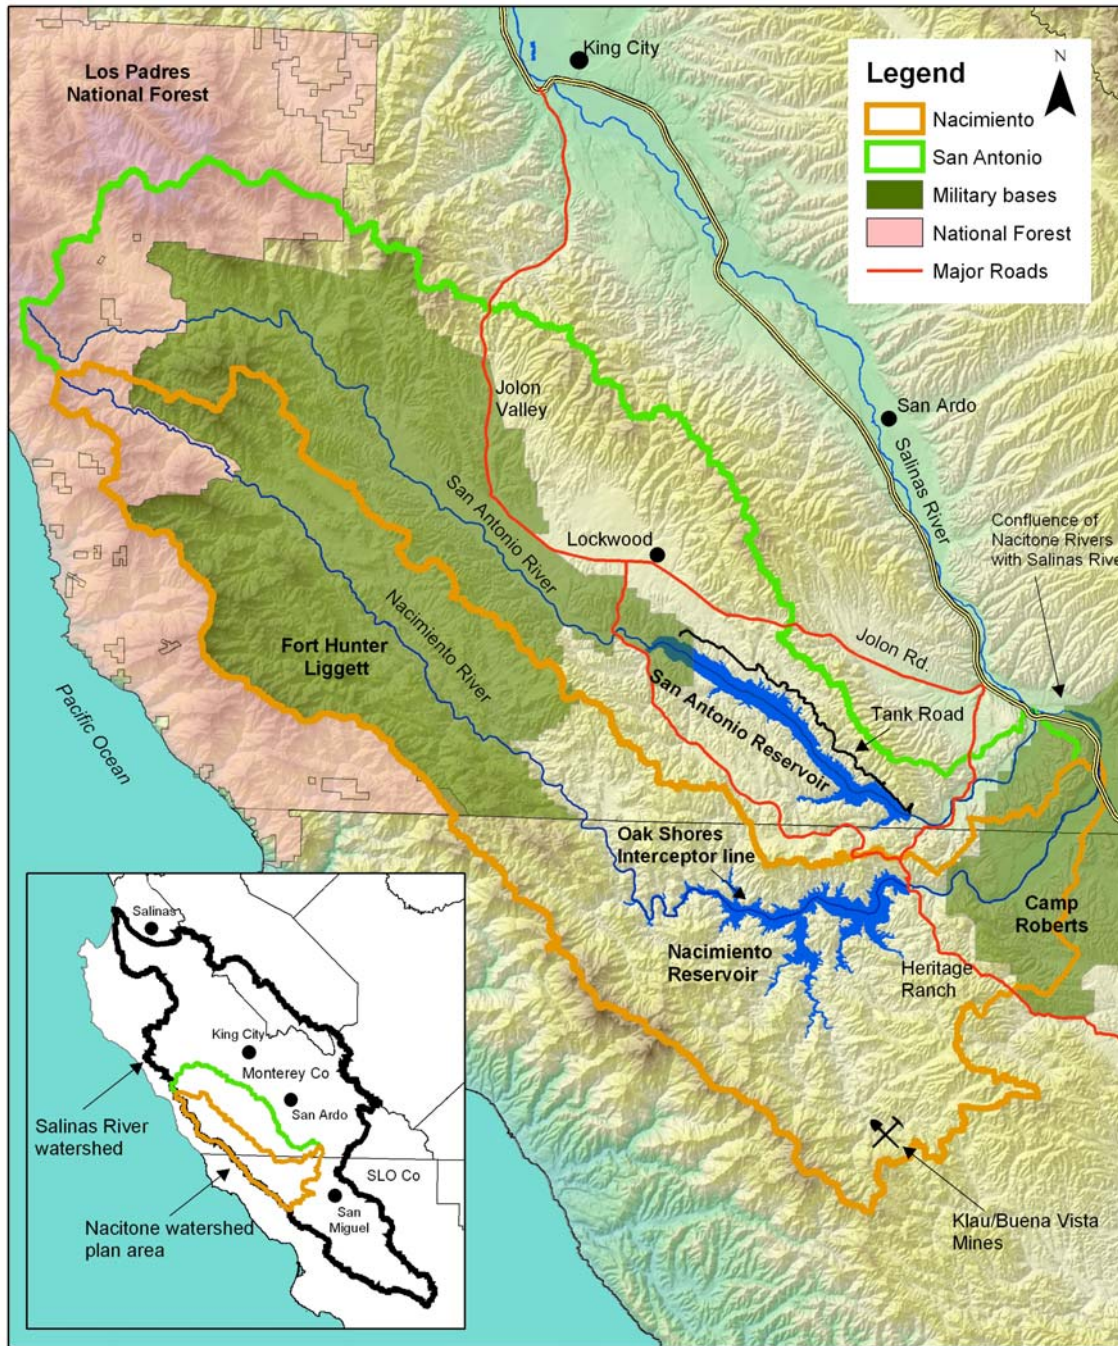 Los Padres
National Forest
King City
N
Legend
Nacimiento
San Antonio
Military bases
National Forest
Major Roads
Jolon
Valley
San Ardo
Salinas River
San Antonio River
Lockwood
Confluence of
Nacitone Rivers
with Salinas Rive
Nacimiento River
Fort Hunter
Liggett
Jolon Rd.
Pacific Ocean
San Antonio Reservoir
Tank Road
Oak Shores
Interceptor line
Camp
Roberts
Nacimiento
Reservoir
Heritage
Ranch
Klau/Buena Vista
Mines
Salinas
King City
Monterey Co
San Ardo
Salinas River
watershed
SLO Co
San
Miguel
Nacitone watershed
plan area